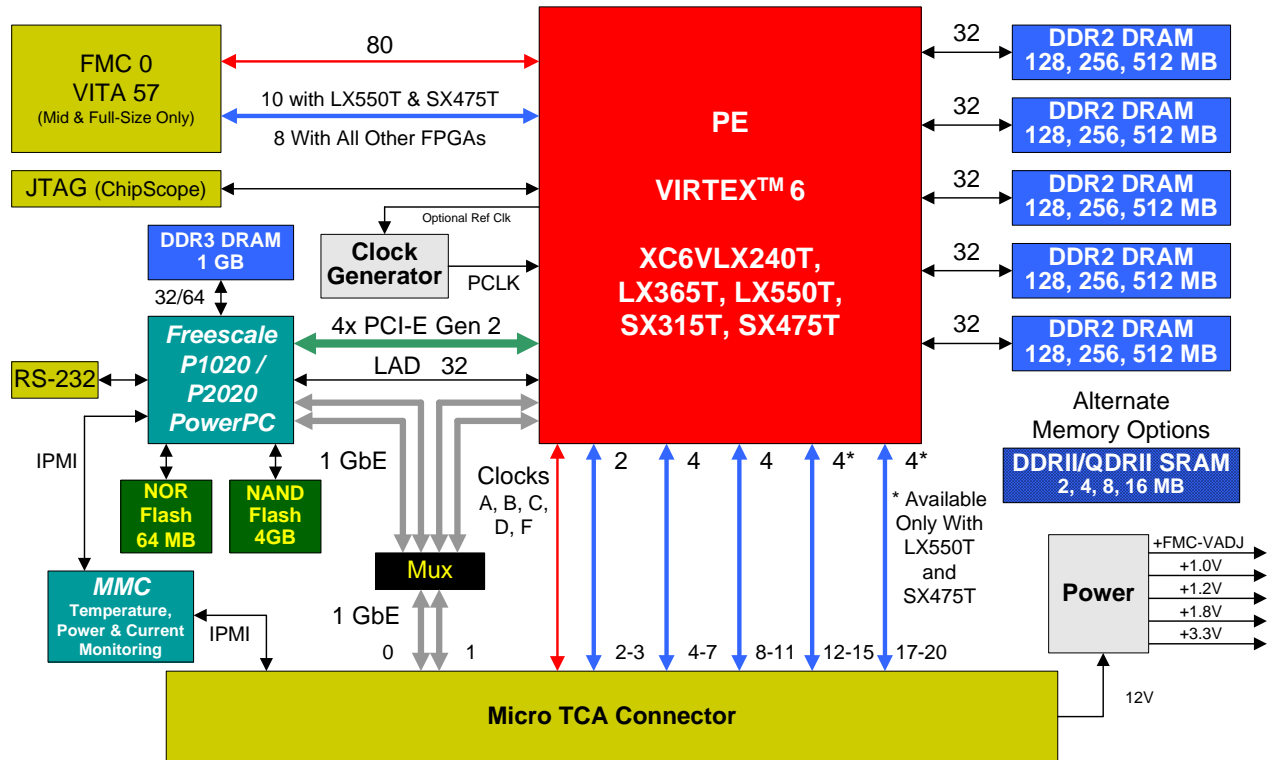 FMC 0
VITA 57
(Mid & Full-Size Only)
80
10 with LX550T & SX475T
8 With All Other FPGAs
JTAG (ChipScope)
Optional Ref Clk
Clock
Generator
PCLK
DDR3 DRAM
1 GB
32/64
Freescale
P1020 /
P2020
PowerPC
4x PCI-E Gen 2
LAD 32
RS-232
IPMI
1 GbE
NOR
Flash
64 MB
NAND
Flash
4GB
MMC
Temperature,
Power & Current
Monitoring
IPMI
Mux
1 GbE
0
1
PE
VIRTEX™ 6
XC6VLX240T,
LX365T, LX550T,
SX315T, SX475T
32
DDR2 DRAM
128, 256, 512 MB
32
DDR2 DRAM
128, 256, 512 MB
32
DDR2 DRAM
128, 256, 512 MB
32
DDR2 DRAM
128, 256, 512 MB
32
DDR2 DRAM
128, 256, 512 MB
Alternate
Memory Options
DDRII/QDRII SRAM
2, 4, 8, 16 MB
Clocks
A, B, C,
D, F
2
4
4
4*
4*
* Available
Only With
LX550T
and
SX475T
2-3
4-7
8-11
12-15
17-20
Power
+FMC-VADJ
+1.0V
+1.2V
+1.8V
+3.3V
12V
Micro TCA Connector